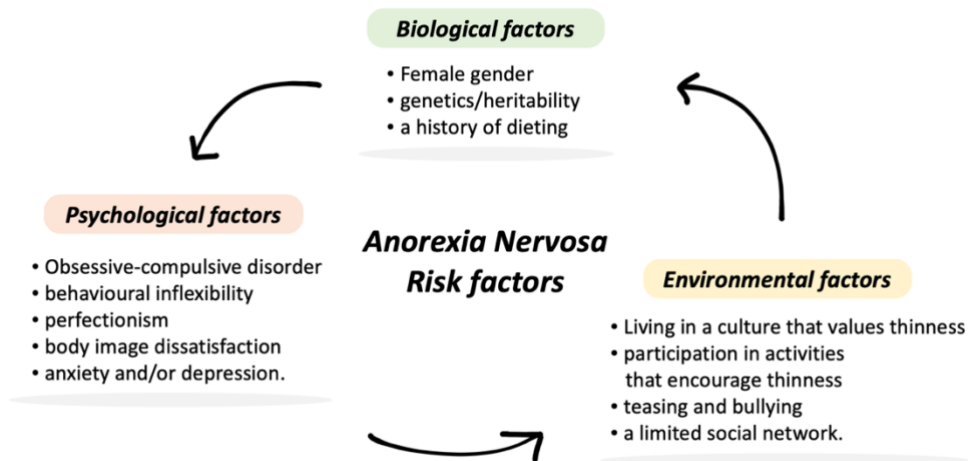 Biological factors
• Female gender
• genetics/heritability
• a history of dieting
Psychological factors
• Obsessive-compulsive disorder
• behavioural inflexibility
• perfectionism
• body image dissatisfaction
• anxiety and/or depression.
Anorexia Nervosa
Risk factors
Environmental factors
• Living in a culture that values thinness
• participation in activities
that encourage thinness
• teasing and bullying
• a limited social network.